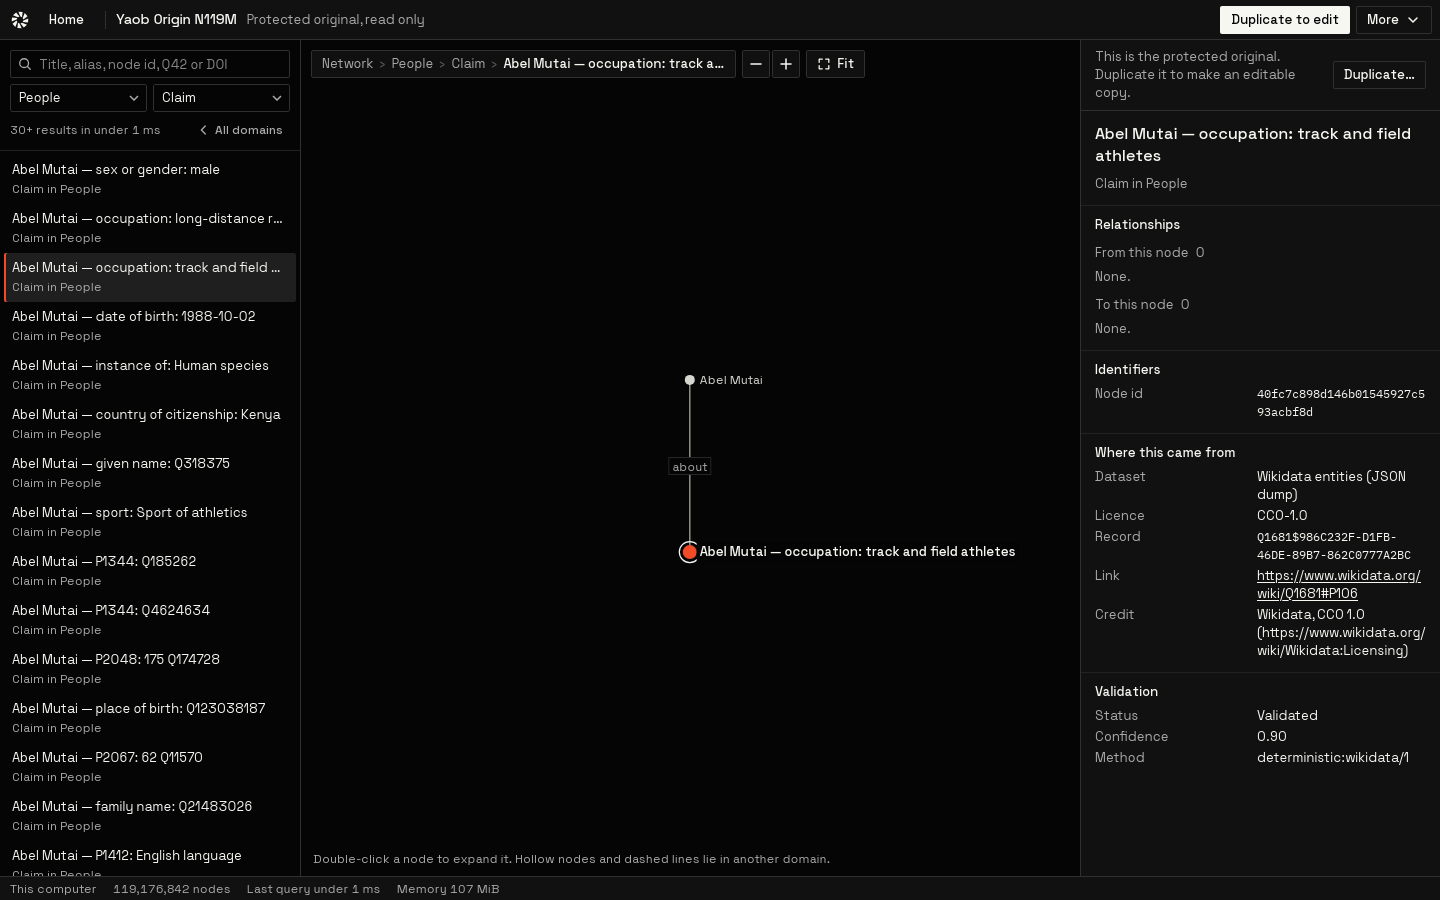 Home
Yaob Origin N119M
Protected original, read only
Duplicate to edit
More
Title, alias, node id, Q42 or DOI
People
Claim
30+ results in under 1 ms
All domains
Abel Mutai — sex or gender: male
Claim in People
Abel Mutai — occupation: long-distance r...
Claim in People
Abel Mutai — occupation: track and field ...
Claim in People
Abel Mutai — date of birth: 1988-10-02
Claim in People
Abel Mutai — instance of: Human species
Claim in People
Abel Mutai — country of citizenship: Kenya
Claim in People
Abel Mutai — given name: Q318375
Claim in People
Abel Mutai — sport: Sport of athletics
Claim in People
Abel Mutai — P1344: Q185262
Claim in People
Abel Mutai — P1344: Q4624634
Claim in People
Abel Mutai — P2048: 175 Q174728
Claim in People
Abel Mutai — place of birth: Q123038187
Claim in People
Abel Mutai — P2067: 62 Q11570
Claim in People
Abel Mutai — family name: Q21483026
Claim in People
Abel Mutai — P1412: English language
Claim in People
Network > People > Claim > Abel Mutai — occupation: track a...
Fit
Abel Mutai
about
Abel Mutai — occupation: track and field athletes
Double-click a node to expand it. Hollow nodes and dashed lines lie in another domain.
This is the protected original.
Duplicate it to make an editable
copy.
Duplicate...
Abel Mutai — occupation: track and field
athletes
Claim in People
Relationships
From this node 0
None.
To this node 0
None.
Identifiers
Node id
40fc7c898d146b01545927c5
93acbf8d
Where this came from
Dataset
Wikidata entities (JSON
dump)
Licence
CC0-1.0
Record
Q1681$986C232F-D1FB-
46DE-89B7-862C0777A2BC
Link
https://www.wikidata.org/
wiki/Q1681#P106
Credit
Wikidata, CC0 1.0
(https://www.wikidata.org/
wiki/Wikidata:Licensing)
Validation
Status
Validated
Confidence
0.90
Method
deterministic:wikidata/1
This computer
119,176,842 nodes
Last query under 1 ms
Memory 107 MiB